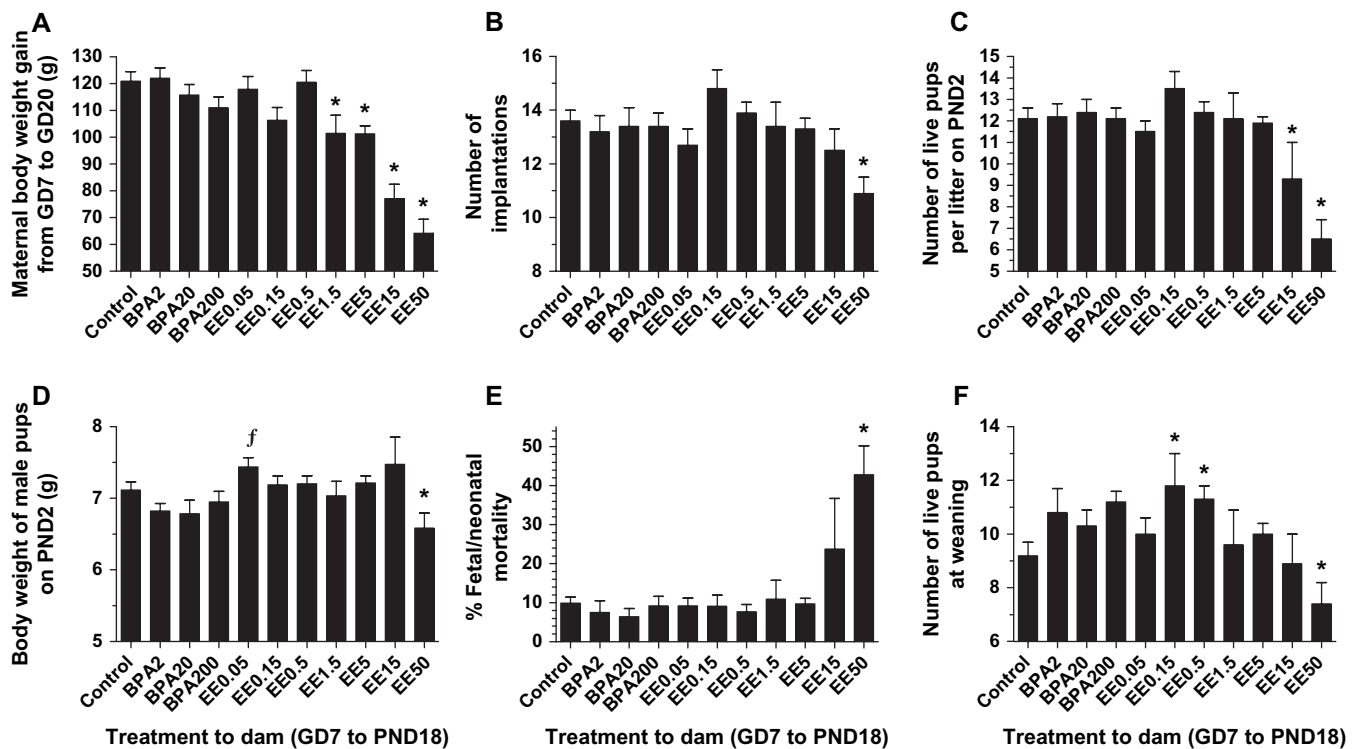 A
Maternal body weight gain
from GD7 to GD20 (g)
130
120
110
100
90
80
70
60
50
* * * *
Control BPA2 BPA20 BPA200 EE0.05 EE0.15 EE0.5 EE1.5 EE5 EE15 EE50
B
Number of
implantations
16
14
12
10
8
*
Control BPA2 BPA20 BPA200 EE0.05 EE0.15 EE0.5 EE1.5 EE5 EE15 EE50
C
Number of live pups
per litter on PND2
15
14
13
12
11
10
9
8
7
6
5
* *
Control BPA2 BPA20 BPA200 EE0.05 EE0.15 EE0.5 EE1.5 EE5 EE15 EE50
D
Body weight of male pups
on PND2 (g)
8
7
6
5
ƒ *
Control BPA2 BPA20 BPA200 EE0.05 EE0.15 EE0.5 EE1.5 EE5 EE15 EE50
Treatment to dam (GD7 to PND18)
E
% Fetal/neonatal
mortality
50
40
30
20
10
0
*
Control BPA2 BPA20 BPA200 EE0.05 EE0.15 EE0.5 EE1.5 EE5 EE15 EE50
Treatment to dam (GD7 to PND18)
F
Number of live pups
at weaning
14
12
10
8
6
* * *
Control BPA2 BPA20 BPA200 EE0.05 EE0.15 EE0.5 EE1.5 EE5 EE15 EE50
Treatment to dam (GD7 to PND18)